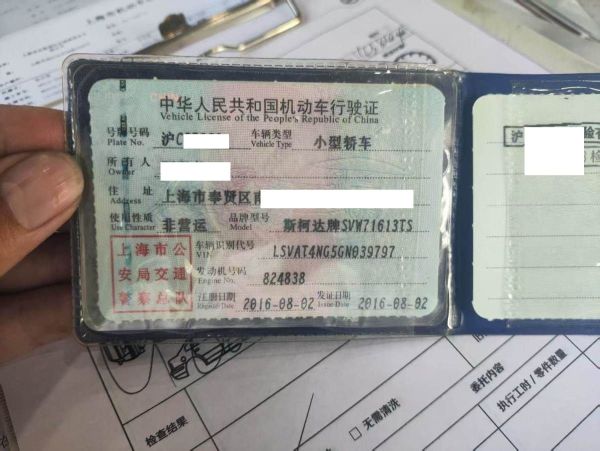 中华人民共和国机动车行驶证
Vehicle License of the People's Republic of China
号牌号码 沪C 车辆类型 小型轿车
Plate No. Vehicle Type
所有人
Owner
住址 上海市奉贤区
Address
使用性质 非营运 品牌型号 斯柯达牌SVW71613TS
Use Character Model
上海市公
安局交通
警察总队
车辆识别代号 LSVAT4NG5GN039797
VIN
发动机号码 824838
Engine No.
注册日期 2016-08-02 发证日期 2016-08-02
Register Date Issue Date
沪
检查结果
无需清洗
委托内容
执行工时/零件数量